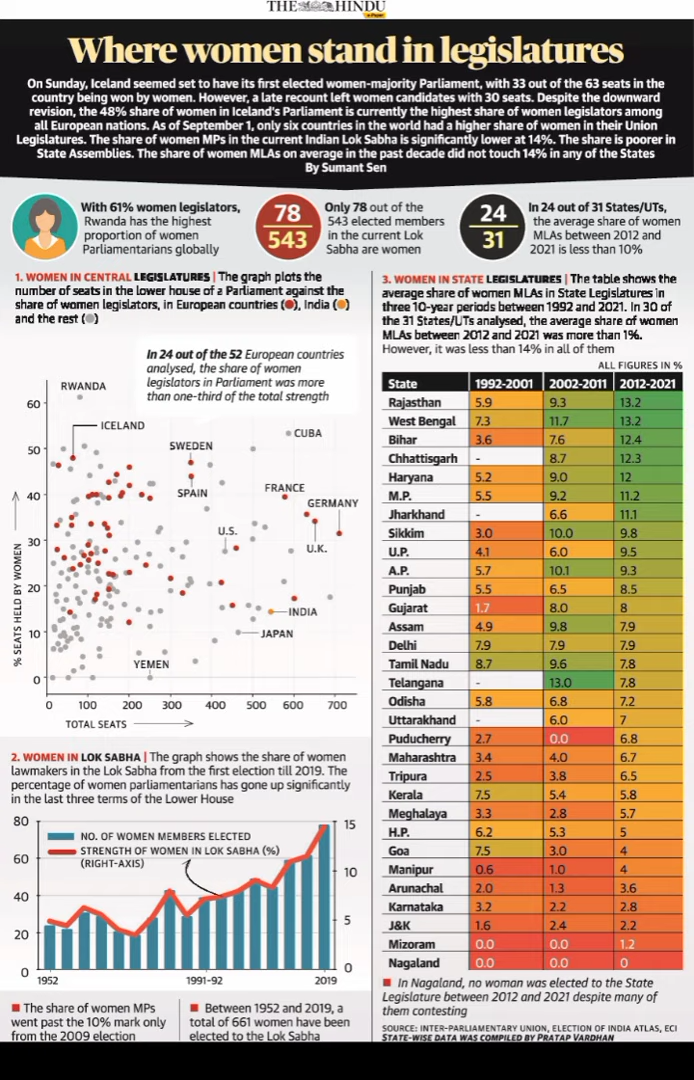 THE HINDU
e-Paper
Where women stand in legislatures
On Sunday, Iceland seemed set to have its first elected women-majority Parliament, with 33 out of the 63 seats in the
country being won by women. However, a late recount left women candidates with 30 seats. Despite the downward
revision, the 48% share of women in Iceland's Parliament is currently the highest share of women legislators among
all European nations. As of September 1, only six countries in the world had a higher share of women in their Union
Legislatures. The share of women MPs in the current Indian Lok Sabha is significantly lower at 14%. The share is poorer in
State Assemblies. The share of women MLAs on average in the past decade did not touch 14% in any of the States
By Sumant Sen
With 61% women legislators,
Rwanda has the highest
proportion of women
Parliamentarians globally
78
543
Only 78 out of the
543 elected members
in the current Lok
Sabha are women
24
31
In 24 out of 31 States/UTs,
the average share of women
MLAs between 2012 and
2021 is less than 10%
1. WOMEN IN CENTRAL LEGISLATURES | The graph plots the
number of seats in the lower house of a Parliament against the
share of women legislators, in European countries (●), India (●)
and the rest (●)
In 24 out of the 52 European countries
analysed, the share of women
legislators in Parliament was more
than one-third of the total strength
% SEATS HELD BY WOMEN
60
50
40
30
20
10
0
RWANDA
ICELAND
SWEDEN
SPAIN
CUBA
FRANCE
GERMANY
U.S.
U.K.
INDIA
JAPAN
YEMEN
0 100 200 300 400 500 600 700
TOTAL SEATS
2. WOMEN IN LOK SABHA | The graph shows the share of women
lawmakers in the Lok Sabha from the first election till 2019. The
percentage of women parliamentarians has gone up significantly
in the last three terms of the Lower House
80
60
40
20
0
NO. OF WOMEN MEMBERS ELECTED
STRENGTH OF WOMEN IN LOK SABHA (%)
(RIGHT-AXIS)
15
10
5
0
1952 1991-92 2019
The share of women MPs
went past the 10% mark only
from the 2009 election
Between 1952 and 2019, a
total of 661 women have been
elected to the Lok Sabha
3. WOMEN IN STATE LEGISLATURES | The table shows the
average share of women MLAs in State Legislatures in
three 10-year periods between 1992 and 2021. In 30 of
the 31 States/UTs analysed, the average share of women
MLAs between 2012 and 2021 was more than 1%.
However, it was less than 14% in all of them
ALL FIGURES IN %
State 1992-2001 2002-2011 2012-2021
Rajasthan 5.9 9.3 13.2
West Bengal 7.3 11.7 13.2
Bihar 3.6 7.6 12.4
Chhattisgarh - 8.7 12.3
Haryana 5.2 9.0 12
M.P. 5.5 9.2 11.2
Jharkhand - 6.6 11.1
Sikkim 3.0 10.0 9.8
U.P. 4.1 6.0 9.5
A.P. 5.7 10.1 9.3
Punjab 5.5 6.5 8.5
Gujarat 1.7 8.0 8
Assam 4.9 9.8 7.9
Delhi 7.9 7.9 7.9
Tamil Nadu 8.7 9.6 7.8
Telangana - 13.0 7.8
Odisha 5.8 6.8 7.2
Uttarakhand - 6.0 7
Puducherry 2.7 0.0 6.8
Maharashtra 3.4 4.0 6.7
Tripura 2.5 3.8 6.5
Kerala 7.5 5.4 5.8
Meghalaya 3.3 2.8 5.7
H.P. 6.2 5.3 5
Goa 7.5 3.0 4
Manipur 0.6 1.0 4
Arunachal 2.0 1.3 3.6
Karnataka 3.2 2.2 2.8
J&K 1.6 2.4 2.2
Mizoram 0.0 0.0 1.2
Nagaland 0.0 0.0 0
In Nagaland, no woman was elected to the State
Legislature between 2012 and 2021 despite many of
them contesting
SOURCE: INTER-PARLIAMENTARY UNION, ELECTION OF INDIA ATLAS, ECI
STATE-WISE DATA WAS COMPILED BY PRATAP VARDHAN